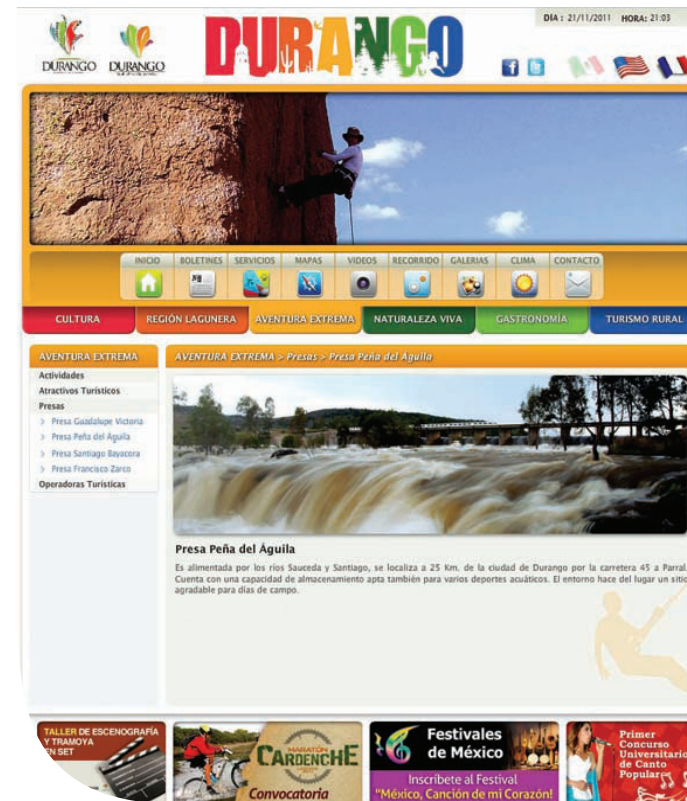 DURANGO
DURANGO
DURANGO
DIA : 21/11/2011 HORA: 21:03
INICIO BOLETINES SERVICIOS MAPAS VIDEOS RECORRIDO GALERIAS CLIMA CONTACTO
CULTURA REGIÓN LAGUNERA AVENTURA EXTREMA NATURALEZA VIVA GASTRONOMÍA TURISMO RURAL
AVENTURA EXTREMA
Actividades
Atractivos Turísticos
Presas
> Presa Guadalupe Victoria
> Presa Peña del Aguila
> Presa Santiago Bayacora
> Presa Francisco Zarco
Operadoras Turísticas
AVENTURA EXTREMA > Presas > Presa Peña del Águila
Presa Peña del Águila
Es alimentada por los ríos Sauceda y Santiago, se localiza a 25 Km. de la ciudad de Durango por la carretera 45 a Parral.
Cuenta con una capacidad de almacenamiento apta también para varios deportes acuáticos. El entorno hace del lugar un sitio
agradable para días de campo.
TALLER DE ESCENOGRAFÍA
Y TRAMOYA
EN SET
MARATÓN
CARDENCHE
Convocatoria
Festivales
de México
Inscribete al Festival
"México, Canción de mi Corazón!
Primer
Concurso
Universitario
de Canto
Popular